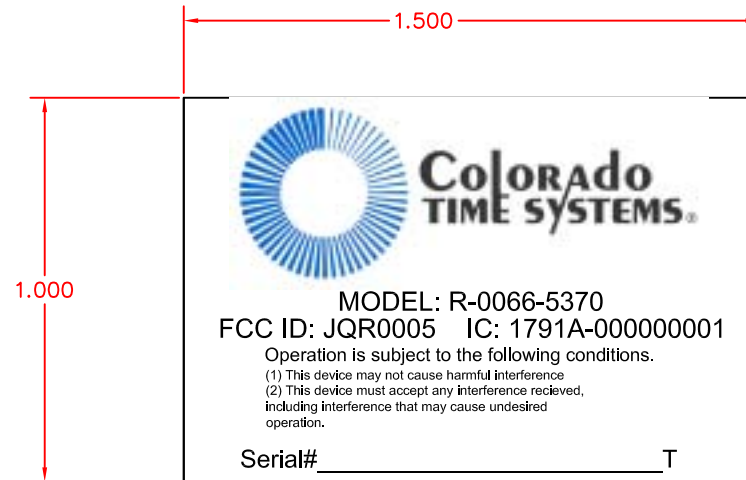 1.500
1.000
Colorado
TIME SYSTEMS®
MODEL: R-0066-5370
FCC ID: JQR0005 IC: 1791A-000000001
Operation is subject to the following conditions.
(1) This device may not cause harmful interference
(2) This device must accept any interference recieved,
including interference that may cause undesired
operation.
Serial#____________________________T